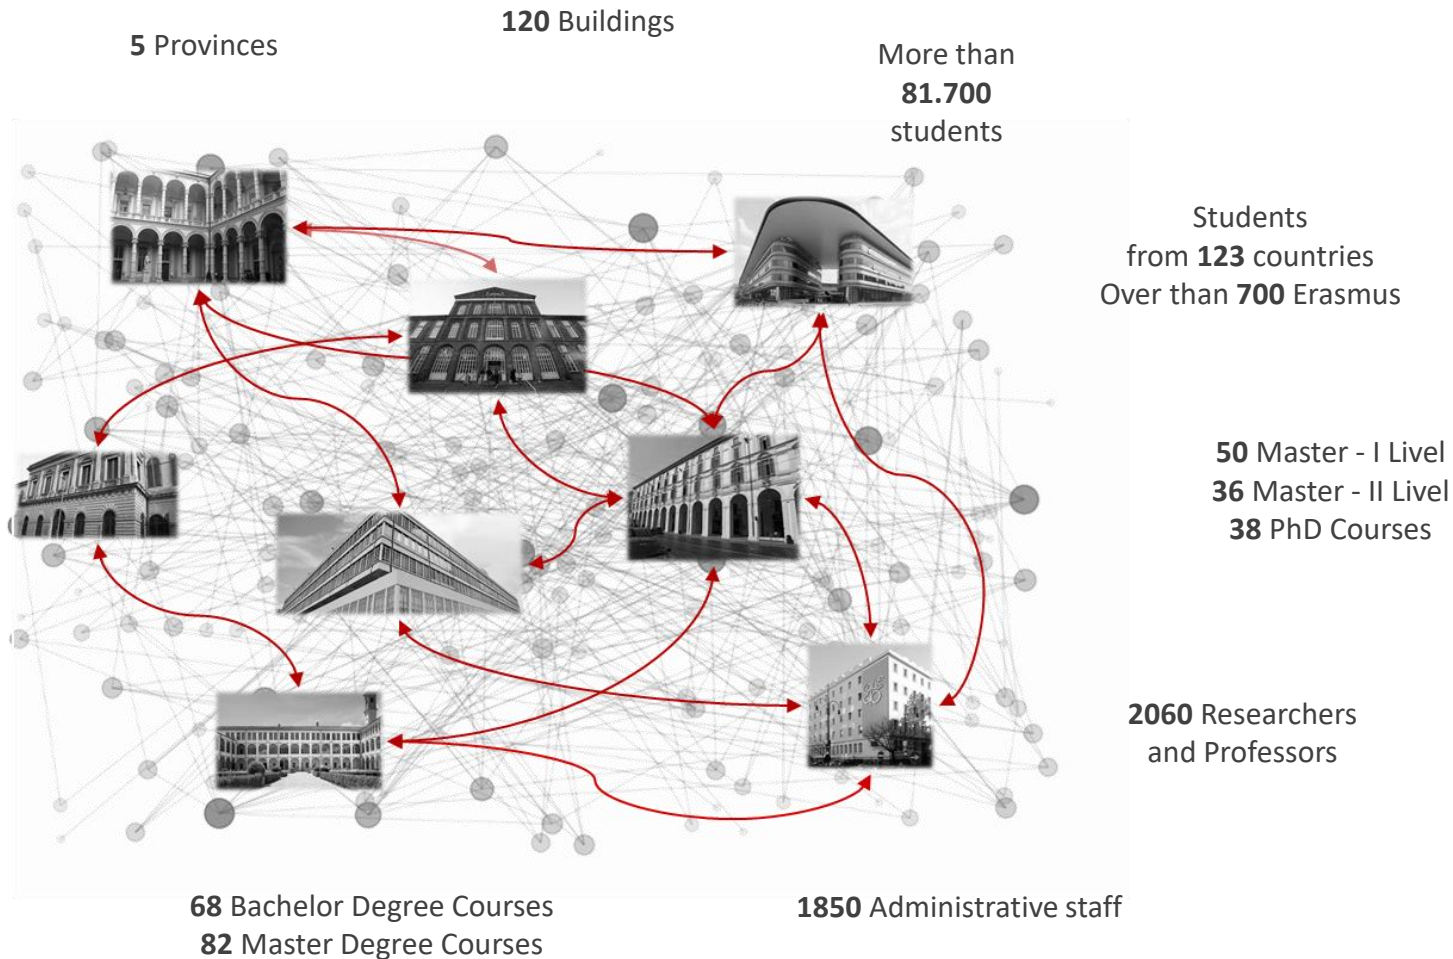 120 Buildings
5 Provinces
More than
81.700
students
Students
from 123 countries
Over than 700 Erasmus
50 Master - I Livel
36 Master - II Livel
38 PhD Courses
2060 Researchers
and Professors
68 Bachelor Degree Courses
82 Master Degree Courses
1850 Administrative staff